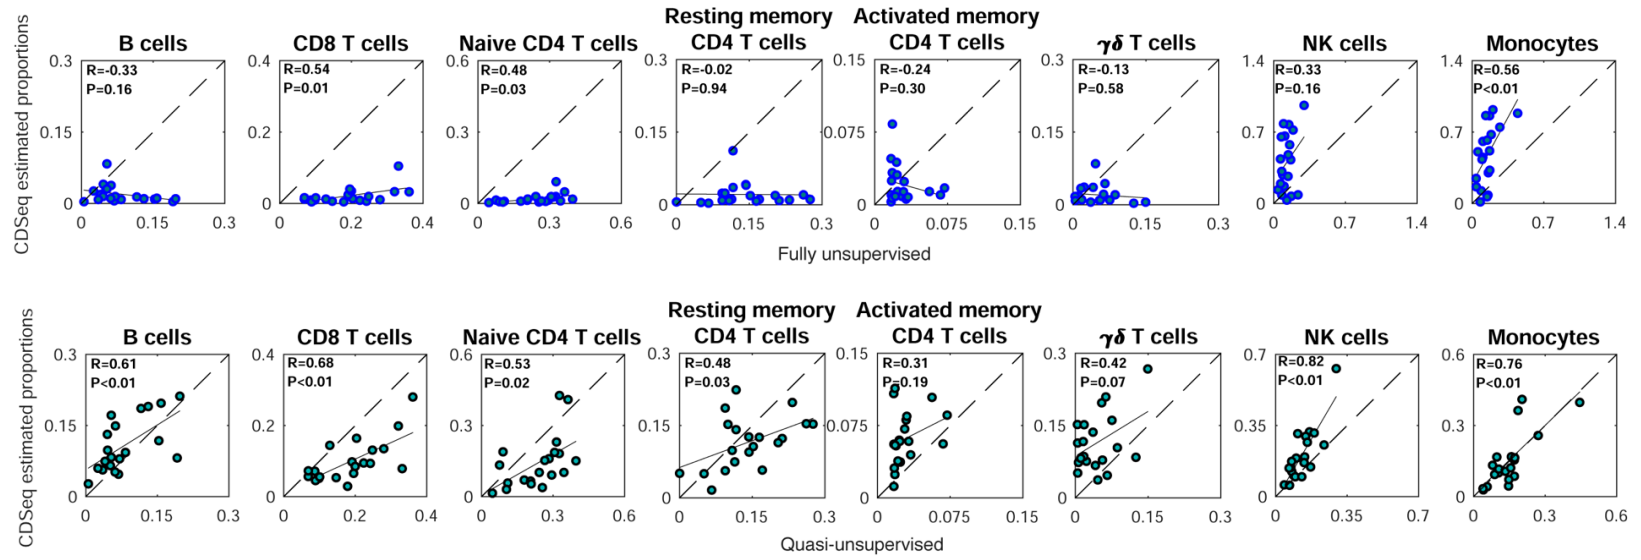 Resting memory Activated memory
B cells CD8 T cells Naive CD4 T cells CD4 T cells CD4 T cells γδ T cells NK cells Monocytes
CDSeq estimated proportions
0.3 0.4 0.6 0.3 0.15 0.3 1.4 1.4
R=-0.33 R=0.54 R=0.48 R=-0.02 R=-0.24 R=-0.13 R=0.33 R=0.56
P=0.16 P=0.01 P=0.03 P=0.94 P=0.30 P=0.58 P=0.16 P<0.01
0.15 0.2 0.3 0.15 0.075 0.15 0.7 0.7
0 0 0 0 0 0 0 0
0 0.15 0.3 0 0.2 0.4 0 0.3 0.6 0 0.15 0.3 0 0.075 0.15 0 0.15 0.3 0 0.7 1.4 0 0.7 1.4
Fully unsupervised
Resting memory Activated memory
B cells CD8 T cells Naive CD4 T cells CD4 T cells CD4 T cells γδ T cells NK cells Monocytes
CDSeq estimated proportions
0.3 0.4 0.6 0.3 0.15 0.3 0.7 0.6
R=0.61 R=0.68 R=0.53 R=0.48 R=0.31 R=0.42 R=0.82 R=0.76
P<0.01 P<0.01 P=0.02 P=0.03 P=0.19 P=0.07 P<0.01 P<0.01
0.15 0.2 0.3 0.15 0.075 0.15 0.35 0.3
0 0 0 0 0 0 0 0
0 0.15 0.3 0 0.2 0.4 0 0.3 0.6 0 0.15 0.3 0 0.075 0.15 0 0.15 0.3 0 0.35 0.7 0 0.3 0.6
Quasi-unsupervised